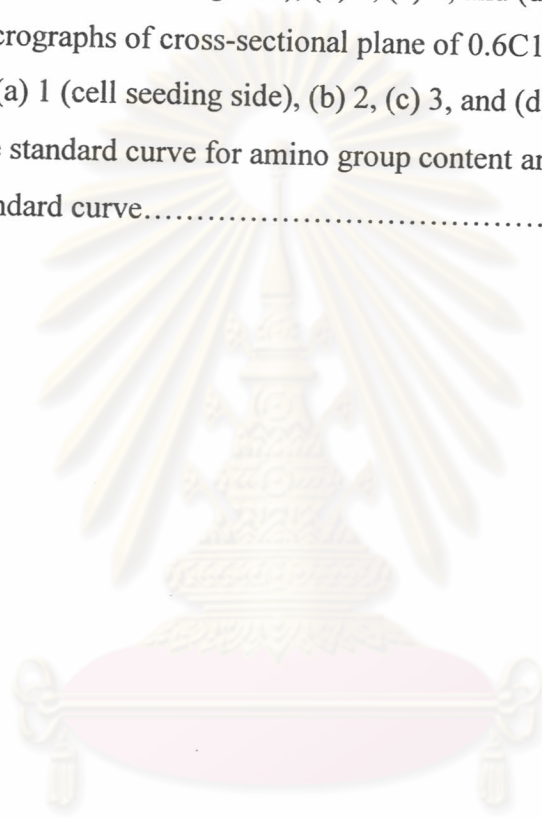 crographs of cross-sectional plane of 0.6C1
(a) 1 (cell seeding side), (b) 2, (c) 3, and (d
standard curve for amino group content ar
ndard curve....................................